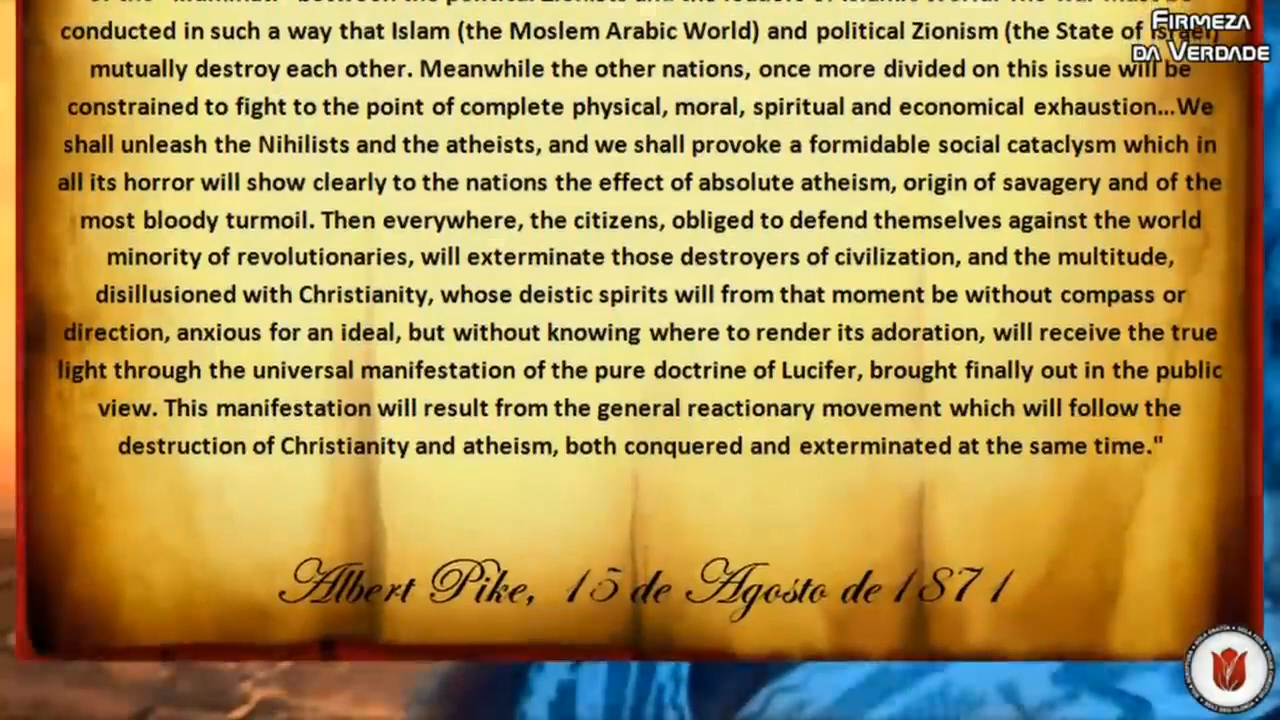 conducted in such a way that Islam (the Moslem Arabic World) and political Zionism (the State of Israel)
mutually destroy each other. Meanwhile the other nations, once more divided on this issue will be
constrained to fight to the point of complete physical, moral, spiritual and economical exhaustion...We
shall unleash the Nihilists and the atheists, and we shall provoke a formidable social cataclysm which in
all its horror will show clearly to the nations the effect of absolute atheism, origin of savagery and of the
most bloody turmoil. Then everywhere, the citizens, obliged to defend themselves against the world
minority of revolutionaries, will exterminate those destroyers of civilization, and the multitude,
disillusioned with Christianity, whose deistic spirits will from that moment be without compass or
direction, anxious for an ideal, but without knowing where to render its adoration, will receive the true
light through the universal manifestation of the pure doctrine of Lucifer, brought finally out in the public
view. This manifestation will result from the general reactionary movement which will follow the
destruction of Christianity and atheism, both conquered and exterminated at the same time."
Albert Pike, 15 de Agosto de 1871
Firmeza
da Verdade